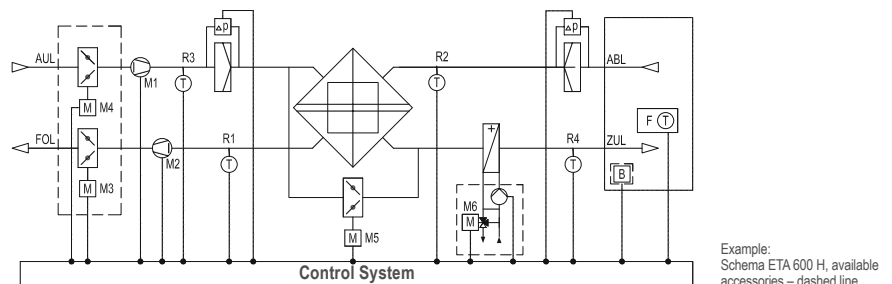 Δp
Δp
AUL
R3
R2
ABL
M1
T
T
M
M4
F
T
FOL
R1
+
R4
ZUL
M2
T
T
B
M
M3
M6
M
M
M5
Control System
Example:
Schema ETA 600 H, available
accessories – dashed line